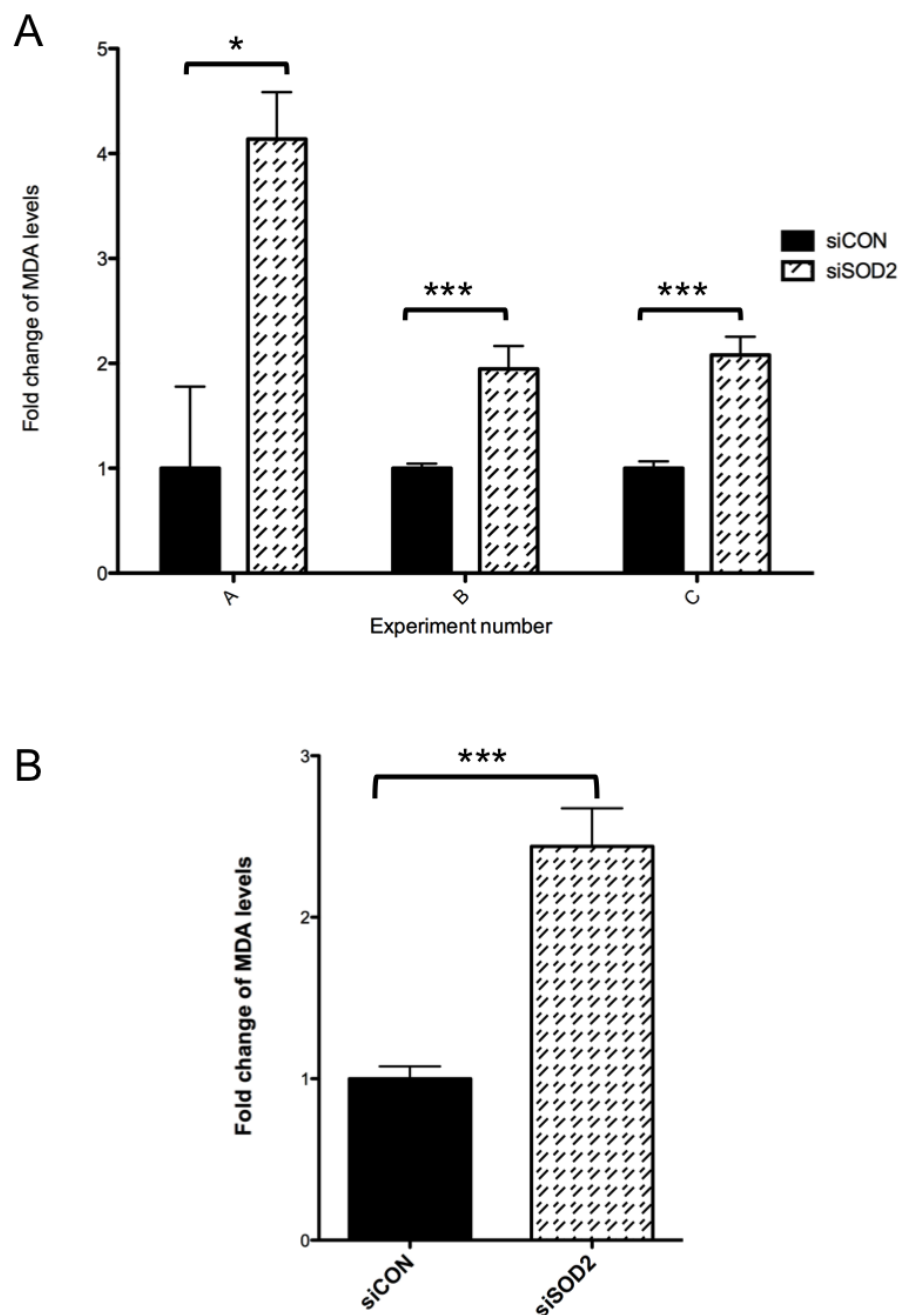 A
*
5
4
3
2
1
0
Fold change of MDA levels
***
***
siCON
siSOD2
A
B
C
Experiment number
B
***
3
2
1
0
Fold change of MDA levels
siCON
siSOD2